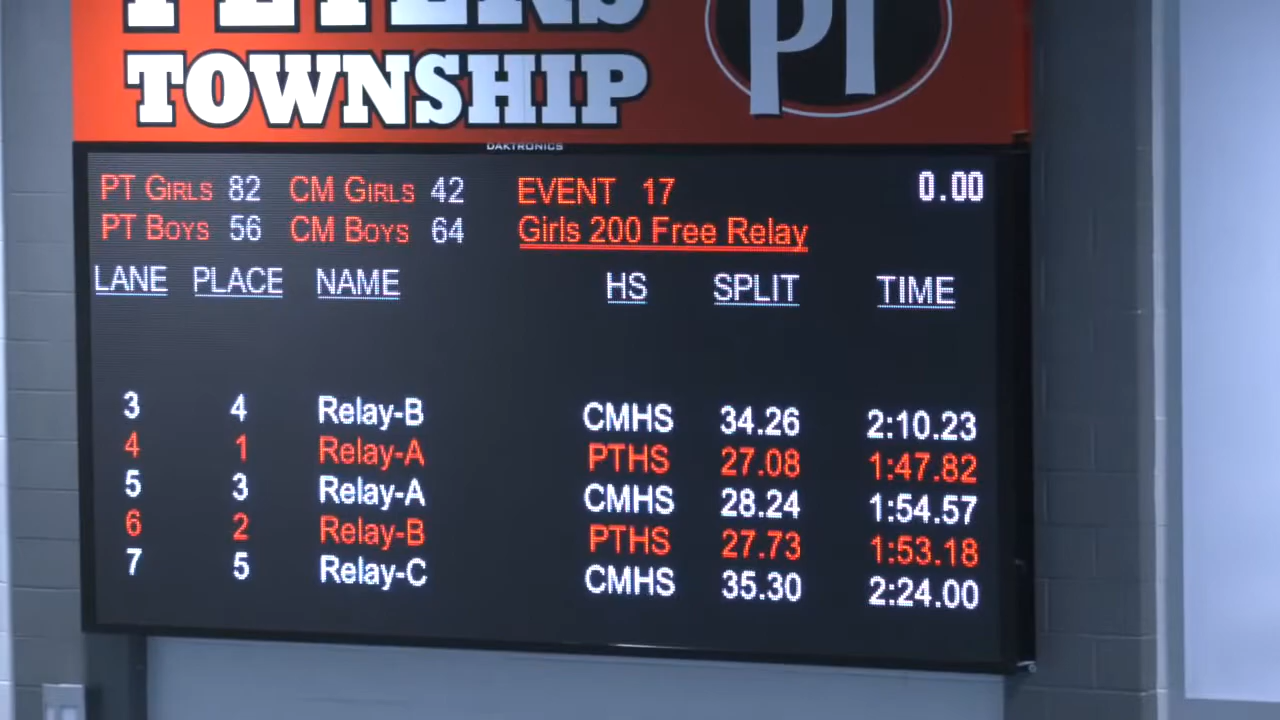 PETERS
TOWNSHIP
PT
DAKTRONICS
PT GIRLS 82 CM GIRLS 42 EVENT 17 0.00
PT BOYS 56 CM BOYS 64 Girls 200 Free Relay
LANE PLACE NAME HS SPLIT TIME
3 4 Relay-B CMHS 34.26 2:10.23
4 1 Relay-A PTHS 27.08 1:47.82
5 3 Relay-A CMHS 28.24 1:54.57
6 2 Relay-B PTHS 27.73 1:53.18
7 5 Relay-C CMHS 35.30 2:24.00